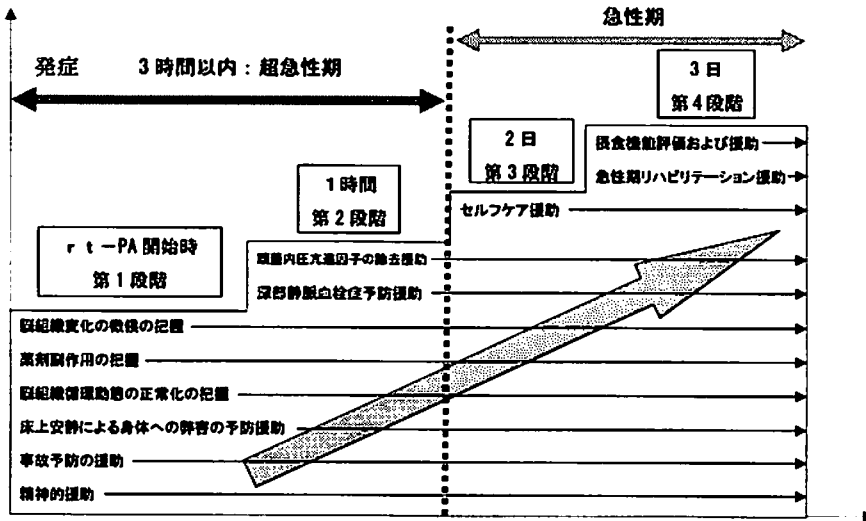 急性期
発症 3時間以内：超急性期
3日
第4段階
2日
第3段階
摂食機能評価および援助
急性期リハビリテーション援助
1時間
第2段階
セルフケア援助
rt-PA開始時
第1段階
頭蓋内圧亢進因子の除去援助
深部静脈血栓症予防援助
脳組織変化の徴候の把握
薬剤副作用の把握
脳組織循環動態の正常化の把握
床上安静による身体への弊害の予防援助
事故予防の援助
精神的援助